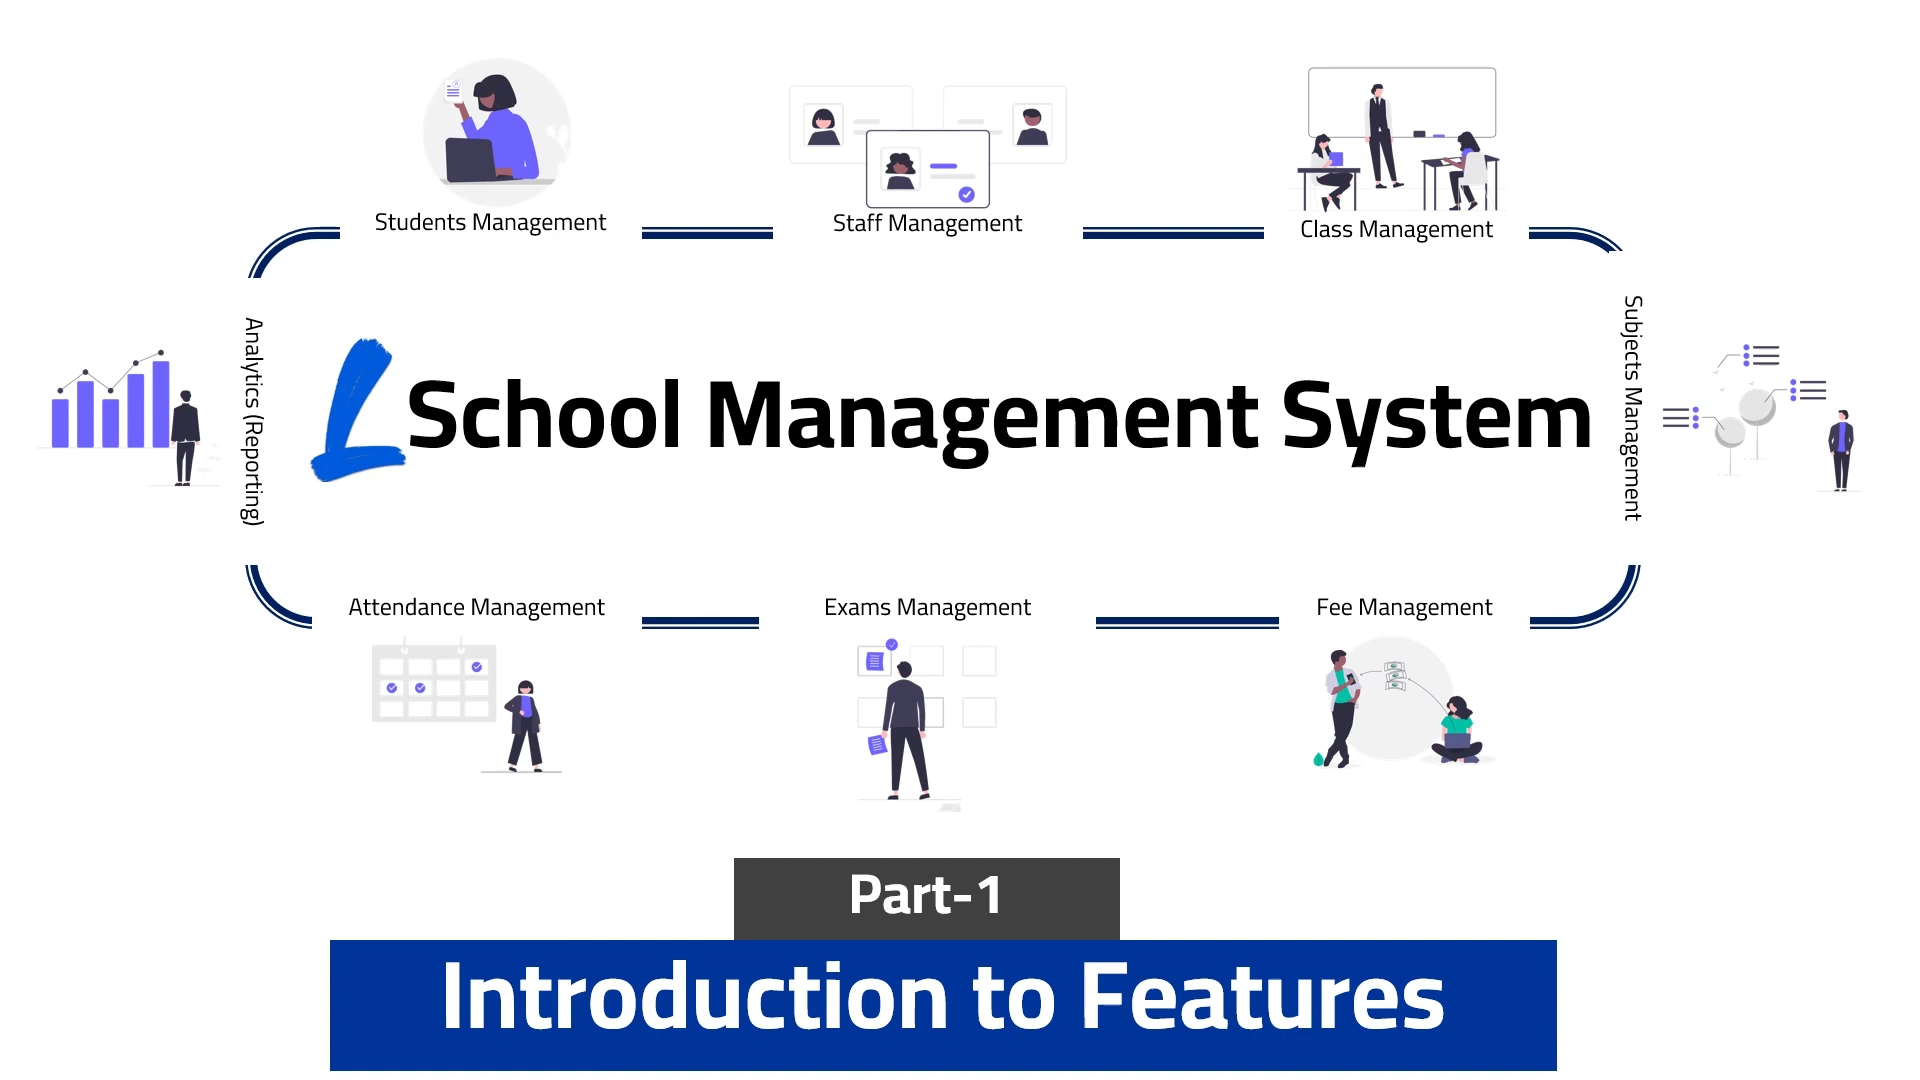 Students Management
Staff Management
Class Management
Analytics (Reporting)
L School Management System
Subjects Management
Attendance Management
Exams Management
Fee Management
Part-1
Introduction to Features